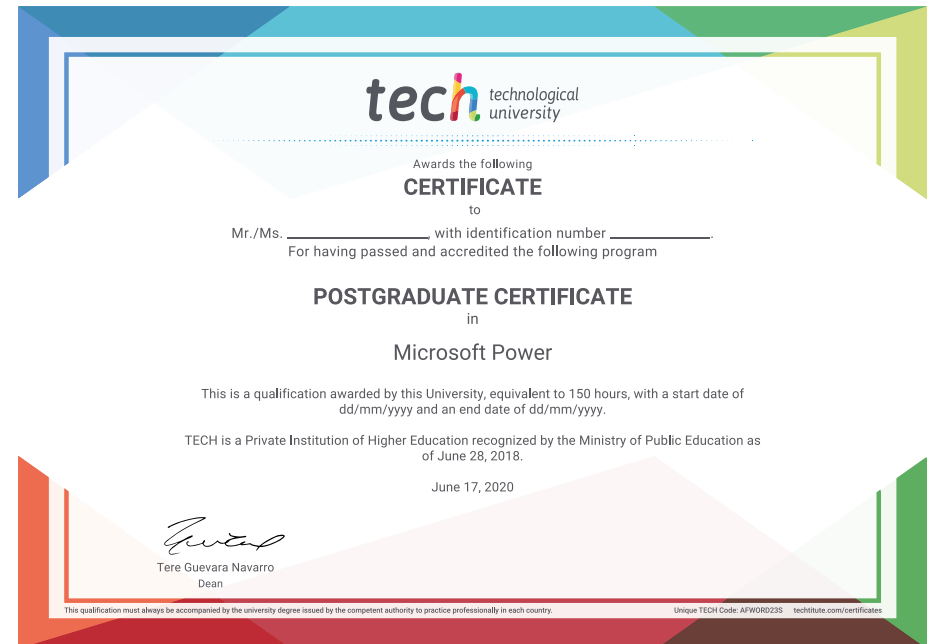 tech technological
university
Awards the following
CERTIFICATE
to
Mr./Ms. ____________________, with identification number ______________.
For having passed and accredited the following program
POSTGRADUATE CERTIFICATE
in
Microsoft Power
This is a qualification awarded by this University, equivalent to 150 hours, with a start date of
dd/mm/yyyy and an end date of dd/mm/yyyy.
TECH is a Private Institution of Higher Education recognized by the Ministry of Public Education as
of June 28, 2018.
June 17, 2020
Tere Guevara Navarro
Dean
This qualification must always be accompanied by the university degree issued by the competent authority to practice professionally in each country. Unique TECH Code: AFWORD23S techtitute.com/certificates